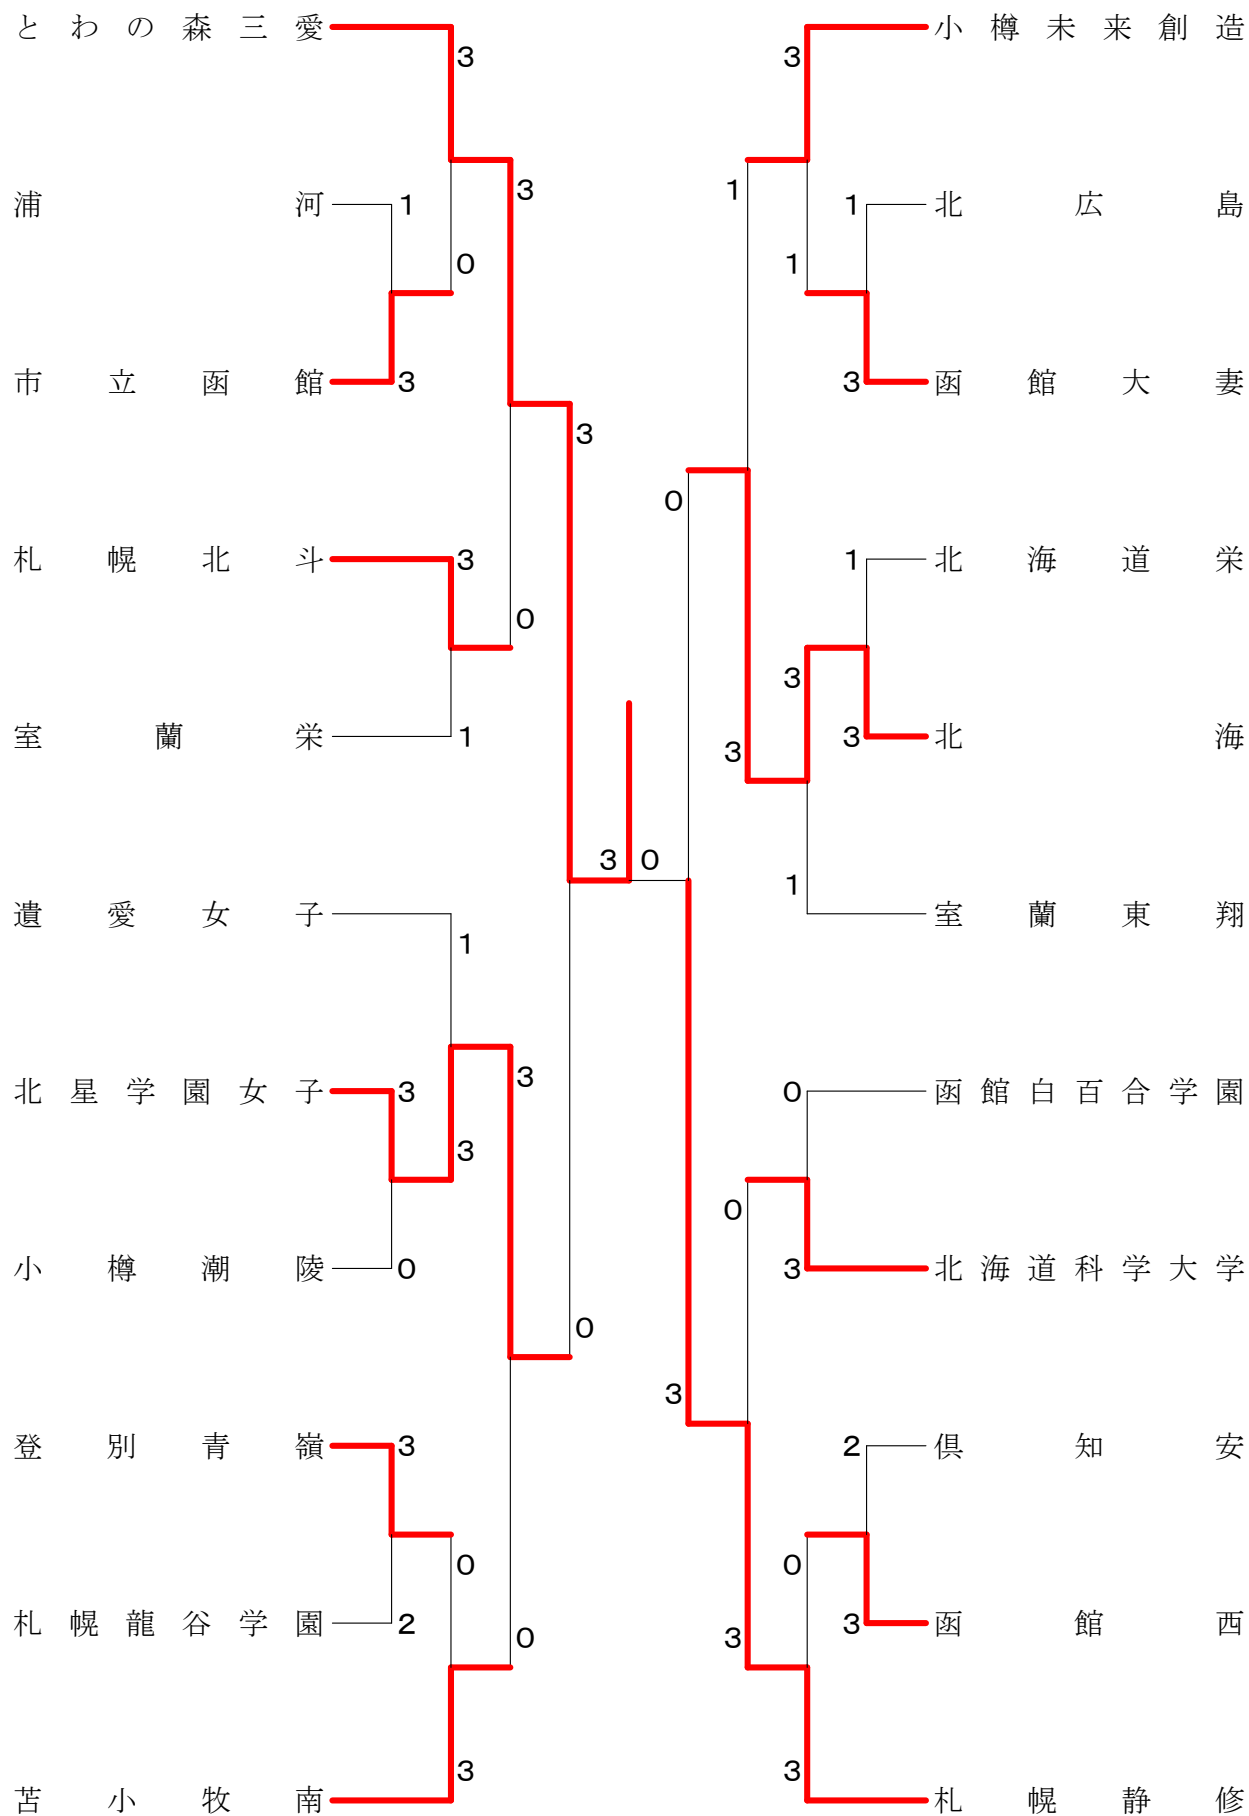 とわの森三愛 3 3 小樽未来創造
浦河 1 3 1 1 北広島
0 1
市立函館 3 3 函館大妻
3
0
札幌北斗 3 1 北海道栄
0
3
室蘭栄 1 3 3 北海
3 0
1
遺愛女子 1 室蘭東翔
北星学園女子 3 3 0 函館白百合学園
3
0
小樽潮陵 0 3 北海道科学大学
0
3
登別青嶺 3 2 倶知安
0 0
札幌龍谷学園 2 0 3 3 函館西
3 3
苫小牧南 札幌静修